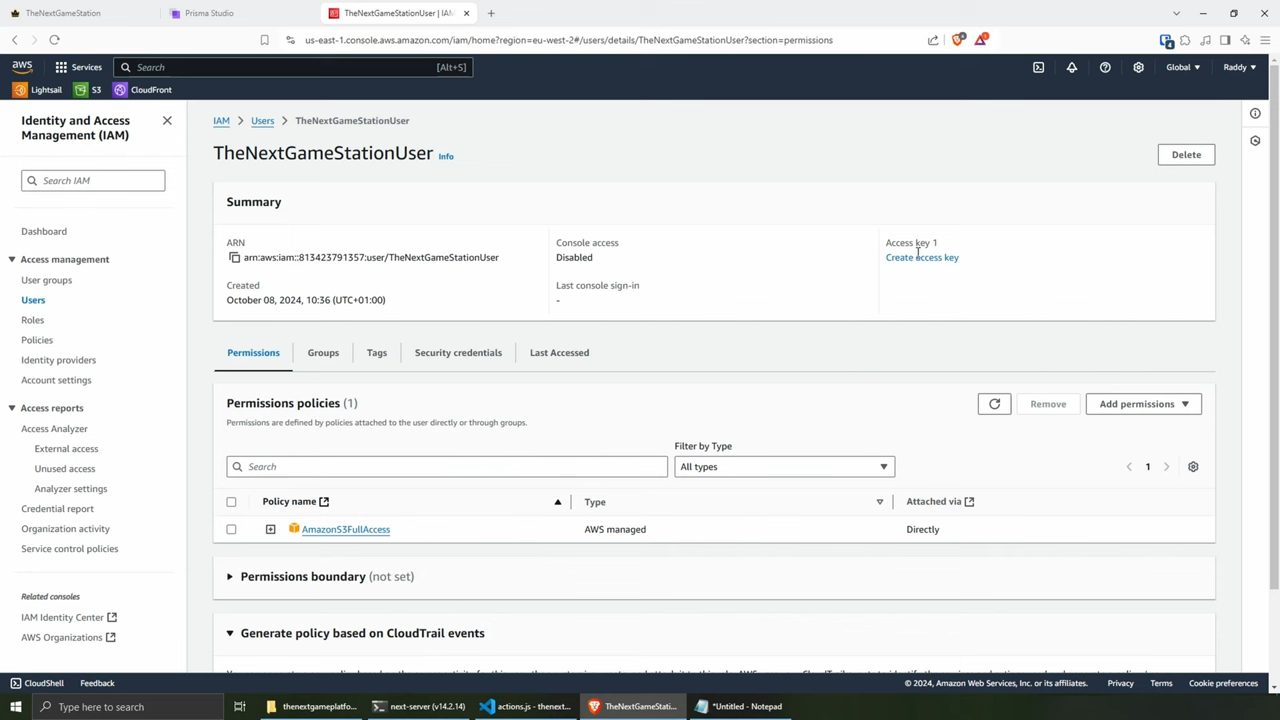 TheNextGameStation
Prisma Studio
TheNextGameStationUser | IAM
us-east-1.console.aws.amazon.com/iam/home?region=eu-west-2#/users/details/TheNextGameStationUser?section=permissions
aws
Services
Search
[Alt+S]
Global
Raddy
Lightsail
S3
CloudFront
Identity and Access
Management (IAM)
Search IAM
Dashboard
Access management
User groups
Users
Roles
Policies
Identity providers
Account settings
Access reports
Access Analyzer
External access
Unused access
Analyzer settings
Credential report
Organization activity
Service control policies
Related consoles
IAM Identity Center
AWS Organizations
IAM > Users > TheNextGameStationUser
TheNextGameStationUser Info
Delete
Summary
ARN
arn:aws:iam::813423791357:user/TheNextGameStationUser
Created
October 08, 2024, 10:36 (UTC+01:00)
Console access
Disabled
Last console sign-in
-
Access key 1
Create access key
Permissions
Groups
Tags
Security credentials
Last Accessed
Permissions policies (1)
Permissions are defined by policies attached to the user directly or through groups.
Remove
Add permissions
Filter by Type
Search
All types
1
Policy name
Type
Attached via
AmazonS3FullAccess
AWS managed
Directly
Permissions boundary (not set)
Generate policy based on CloudTrail events
CloudShell
Feedback
© 2024, Amazon Web Services, Inc. or its affiliates.
Privacy
Terms
Cookie preferences
Type here to search
thenextgameplatfo...
next-server (v14.2.14)
actions.js - thenext...
TheNextGameStati...
*Untitled - Notepad